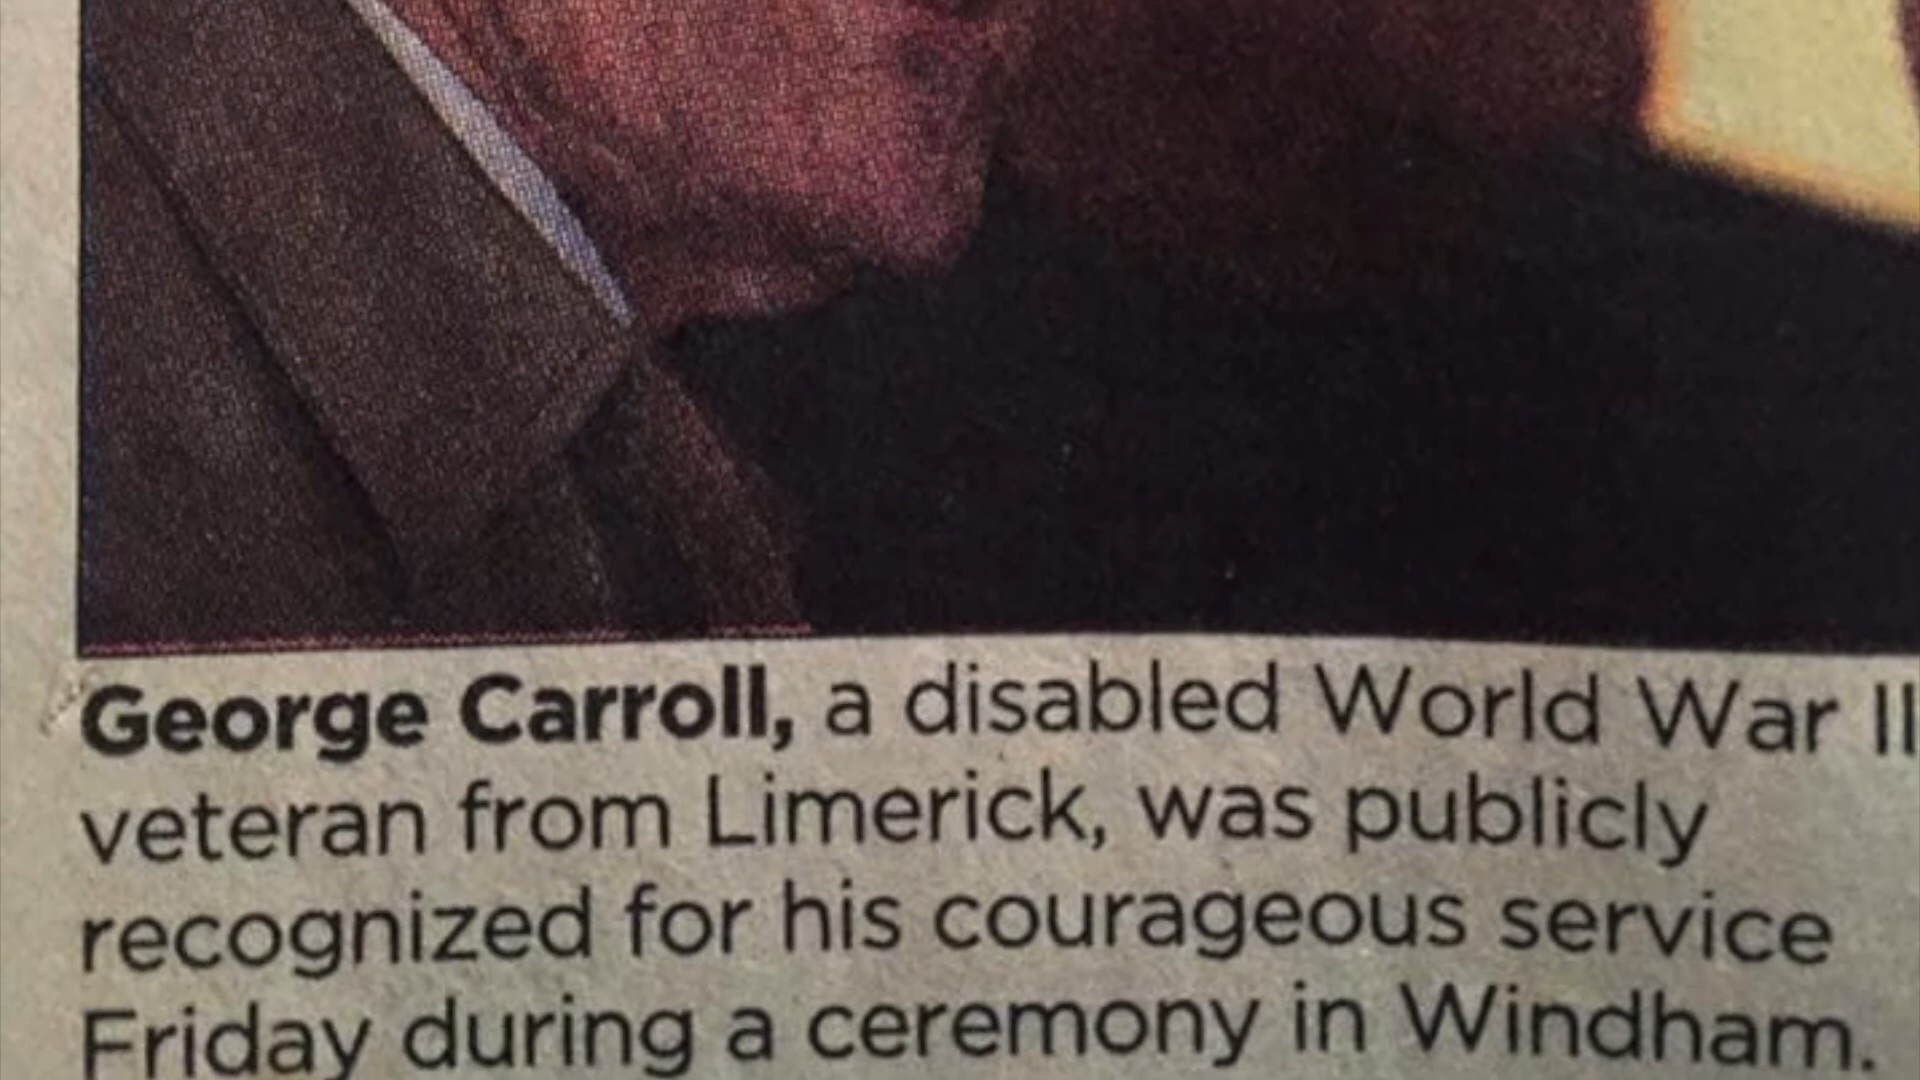 George Carroll, a disabled World War II
veteran from Limerick, was publicly
recognized for his courageous service
Friday during a ceremony in Windham.